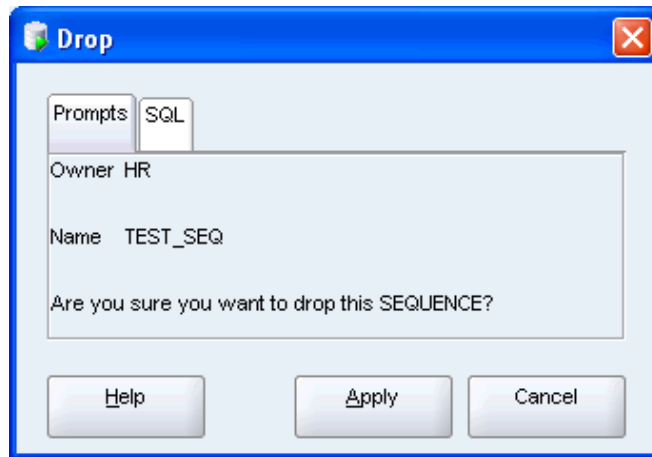 Drop
Prompts SQL
Owner HR
Name TEST_SEQ
Are you sure you want to drop this SEQUENCE?
Help Apply Cancel